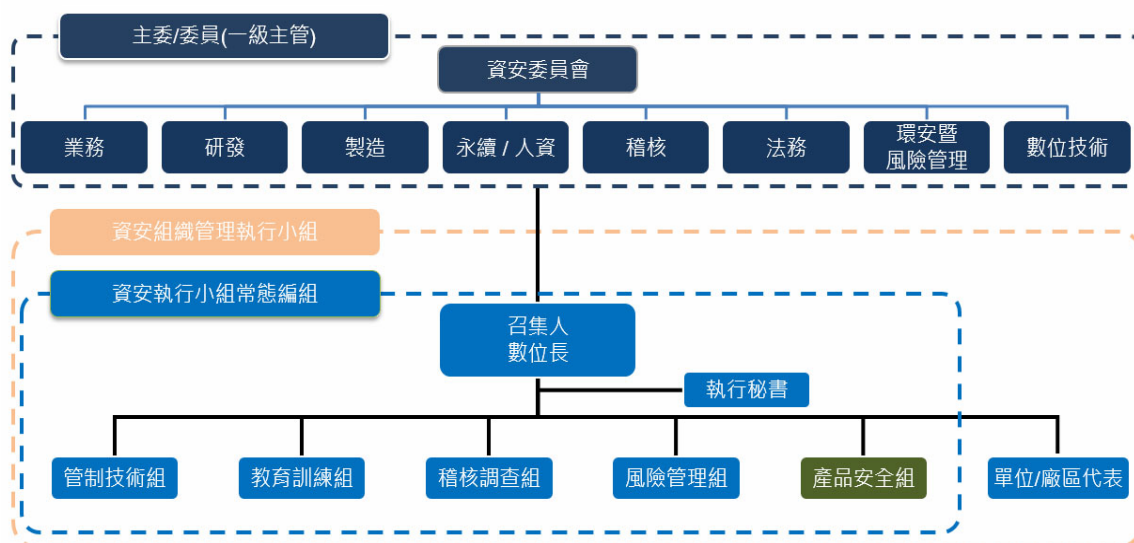 主委/委員(一級主管)
資安委員會
業務
研發
製造
永續 / 人資
稽核
法務
環安暨
風險管理
數位技術
資安組織管理執行小組
資安執行小組常態編組
召集人
數位長
執行秘書
管制技術組
教育訓練組
稽核調查組
風險管理組
產品安全組
單位/廠區代表